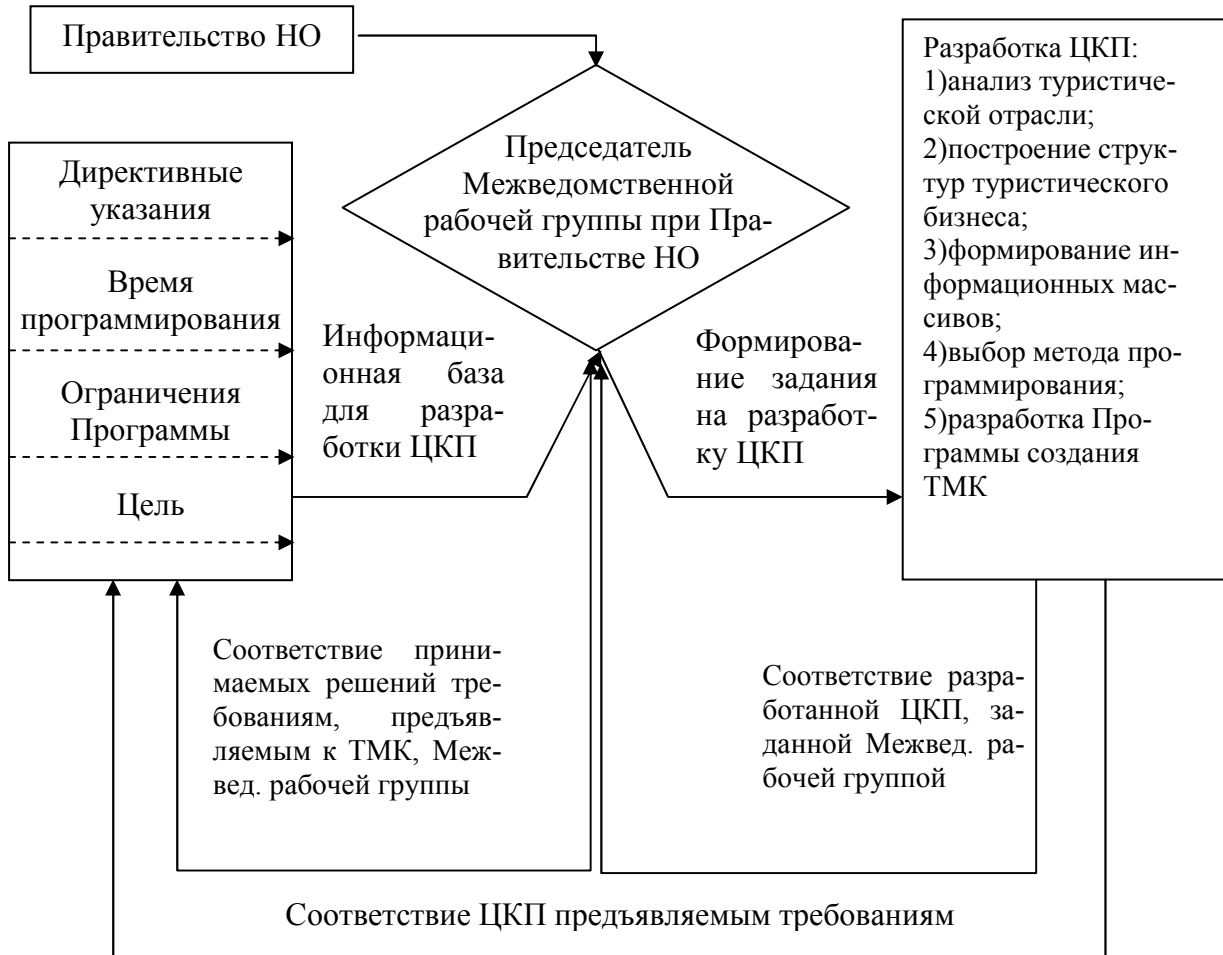 Правительство НО
Председатель
Межведомственной
рабочей группы при Пра-
вительстве НО
Разработка ЦКП:
1)анализ туристиче-
ской отрасли;
2)построение струк-
тур туристического
бизнеса;
3)формирование ин-
формационных мас-
сивов;
4)выбор метода про-
граммирования;
5)разработка Про-
граммы создания
ТМК
Директивные
указания
Время
программирования
Ограничения
Программы
Цель
Информаци-
онная база
для разра-
ботки ЦКП
Формирова-
ние задания
на разработ-
ку ЦКП
Соответствие прини-
маемых решений тре-
бованиям, предъяв-
ляемым к ТМК, Меж-
вед. рабочей группы
Соответствие разра-
ботанной ЦКП, за-
данной Межвед. ра-
бочей группой
Соответствие ЦКП предъявляемым требованиям